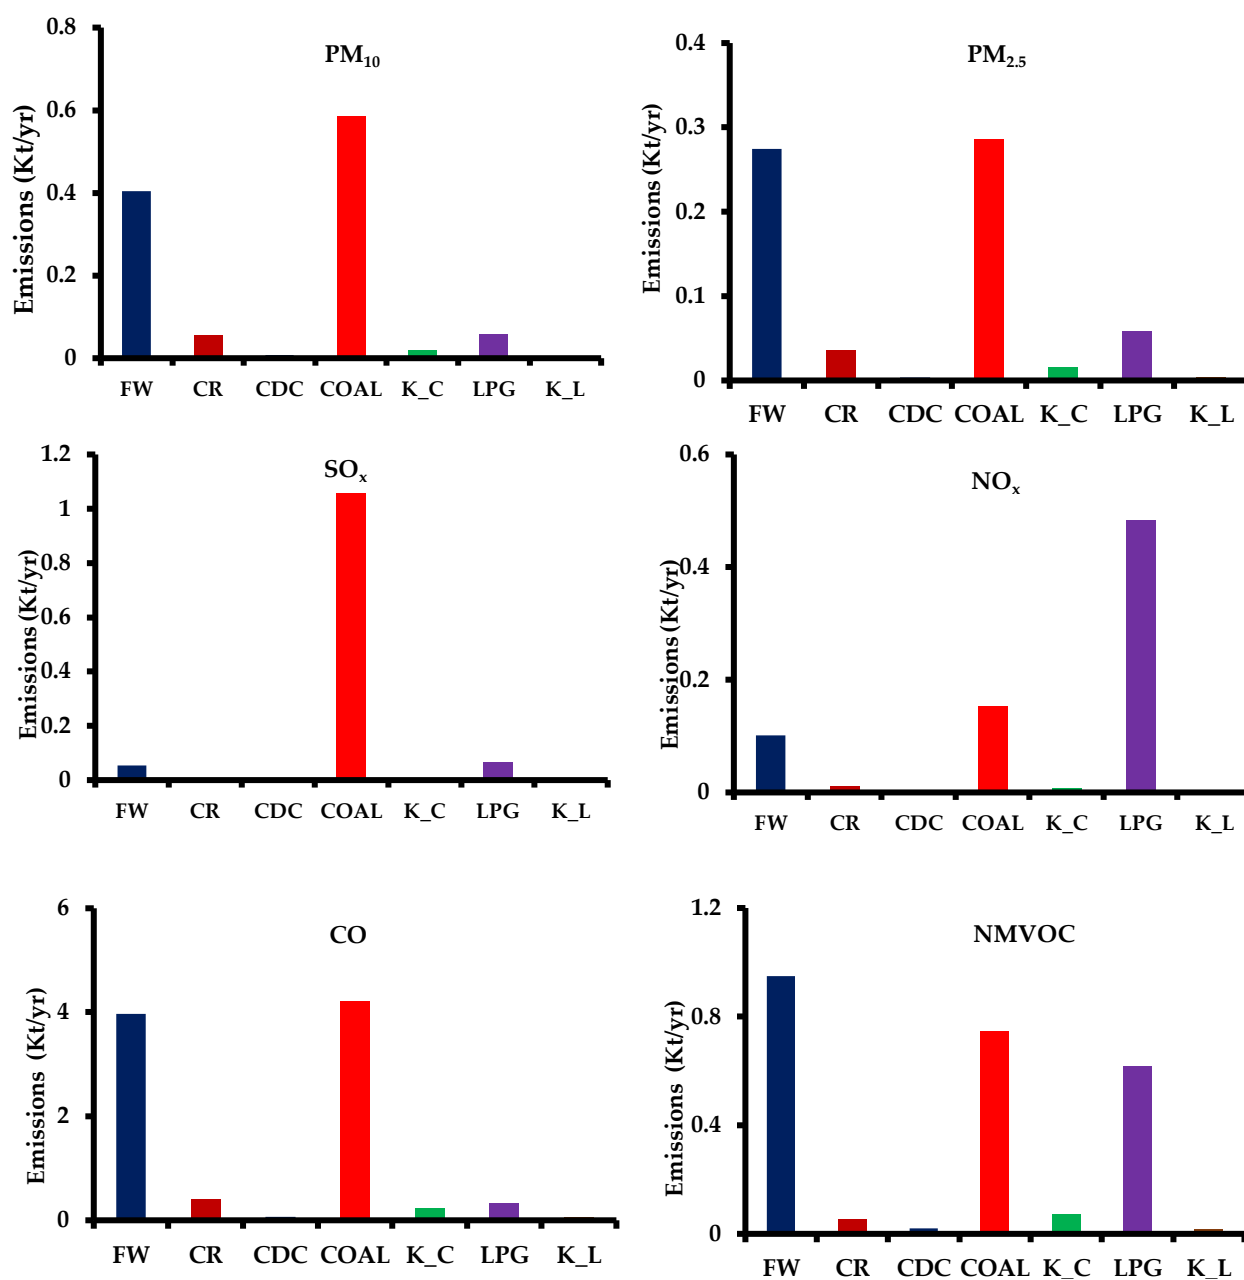 PM10
Emissions (Kt/yr)
0.8
0.6
0.4
0.2
0
FW CR CDC COAL K_C LPG K_L
PM2.5
Emissions (Kt/yr)
0.4
0.3
0.2
0.1
0
FW CR CDC COAL K_C LPG K_L
SOx
Emissions (Kt/yr)
1.2
1
0.8
0.6
0.4
0.2
0
FW CR CDC COAL K_C LPG K_L
NOx
Emissions (Kt/yr)
0.6
0.4
0.2
0
FW CR CDC COAL K_C LPG K_L
CO
Emissions (Kt/yr)
6
4
2
0
FW CR CDC COAL K_C LPG K_L
NMVOC
Emissions (Kt/yr)
1.2
0.8
0.4
0
FW CR CDC COAL K_C LPG K_L